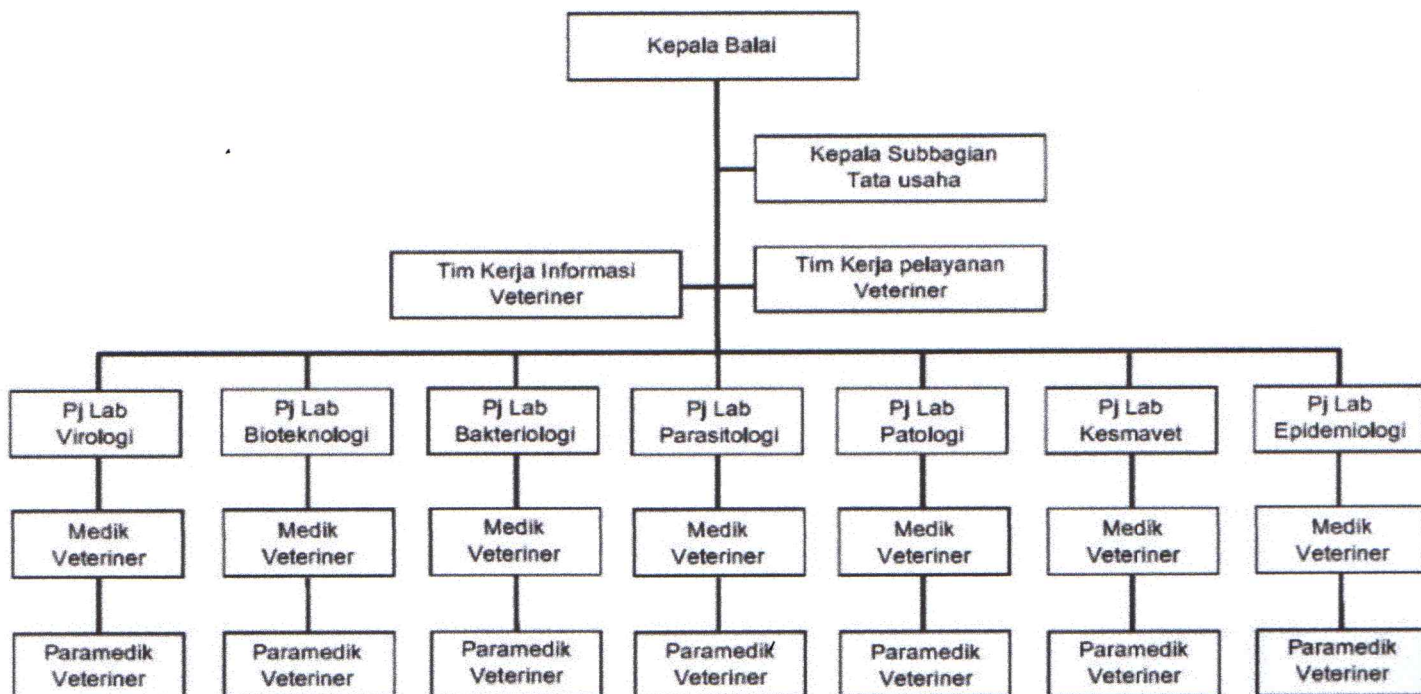 Kepala Balai
Kepala Subbagian
Tata usaha
Tim Kerja Informasi
Veteriner
Tim Kerja pelayanan
Veteriner
Pj Lab
Virologi
Pj Lab
Bioteknologi
Pj Lab
Bakteriologi
Pj Lab
Parasitologi
Pj Lab
Patologi
Pj Lab
Kesmavet
Pj Lab
Epidemiologi
Medik
Veteriner
Medik
Veteriner
Medik
Veteriner
Medik
Veteriner
Medik
Veteriner
Medik
Veteriner
Medik
Veteriner
Paramedik
Veteriner
Paramedik
Veteriner
Paramedik
Veteriner
Paramedik
Veteriner
Paramedik
Veteriner
Paramedik
Veteriner
Paramedik
Veteriner